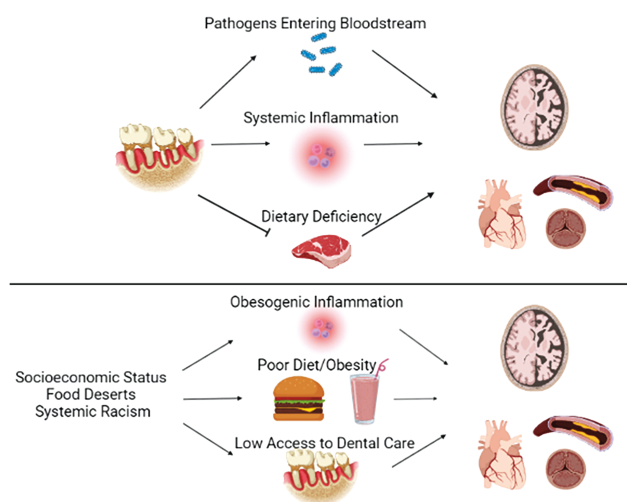 Pathogens Entering Bloodstream
Systemic Inflammation
Dietary Deficiency
Obesogenic Inflammation
Poor Diet/Obesity
Socioeconomic Status
Food Deserts
Systemic Racism
Low Access to Dental Care